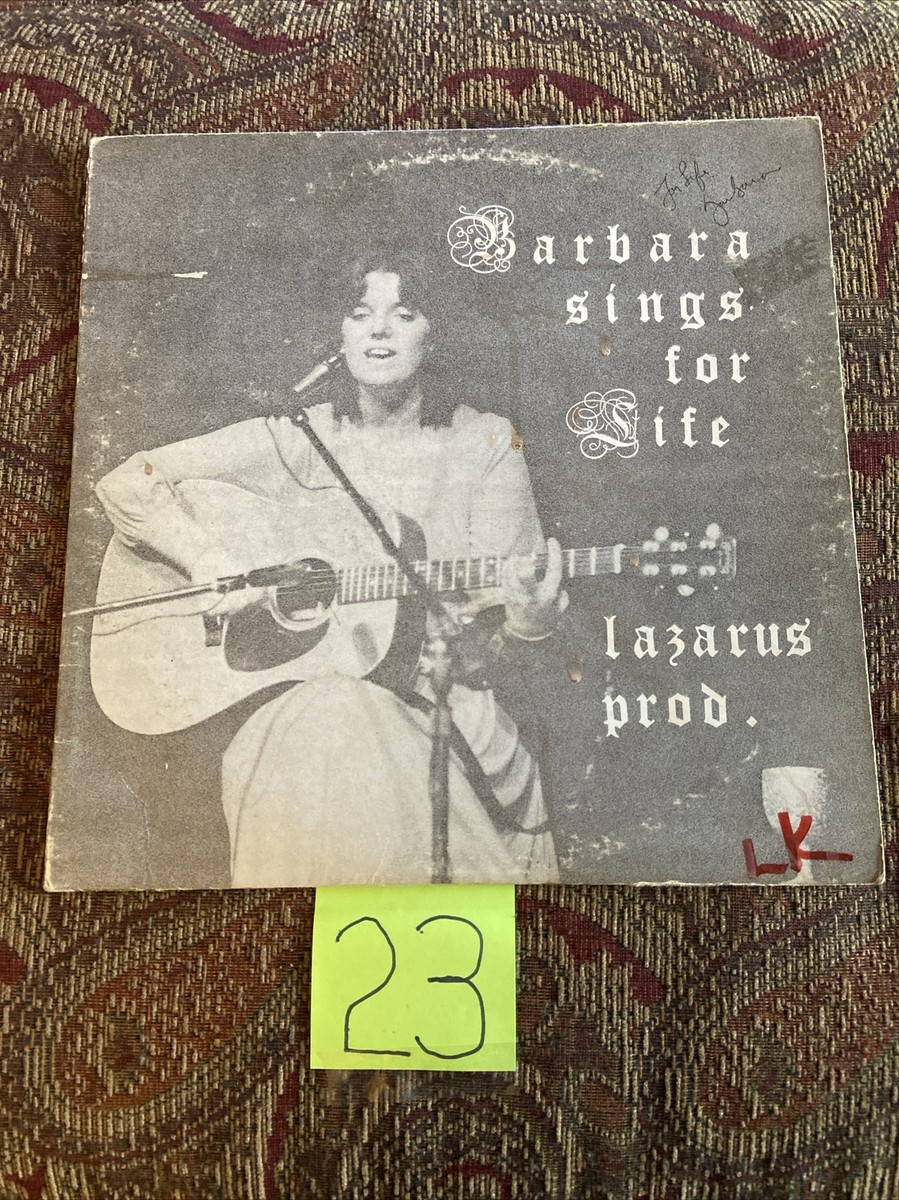 For Life
Barbara
Barbara
sings
for
Life
lazarus
prod.
LK
23